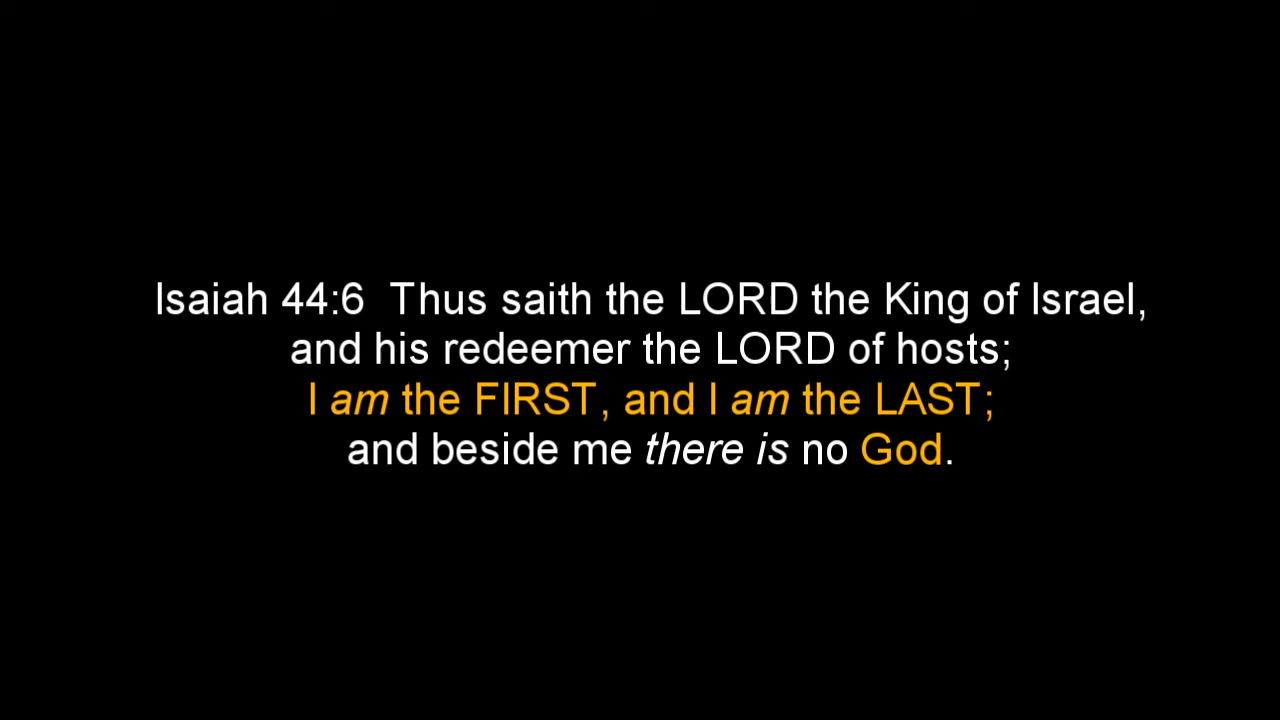 Isaiah 44:6  Thus saith the LORD the King of Israel,
and his redeemer the LORD of hosts;
I am the FIRST, and I am the LAST;
and beside me there is no God.